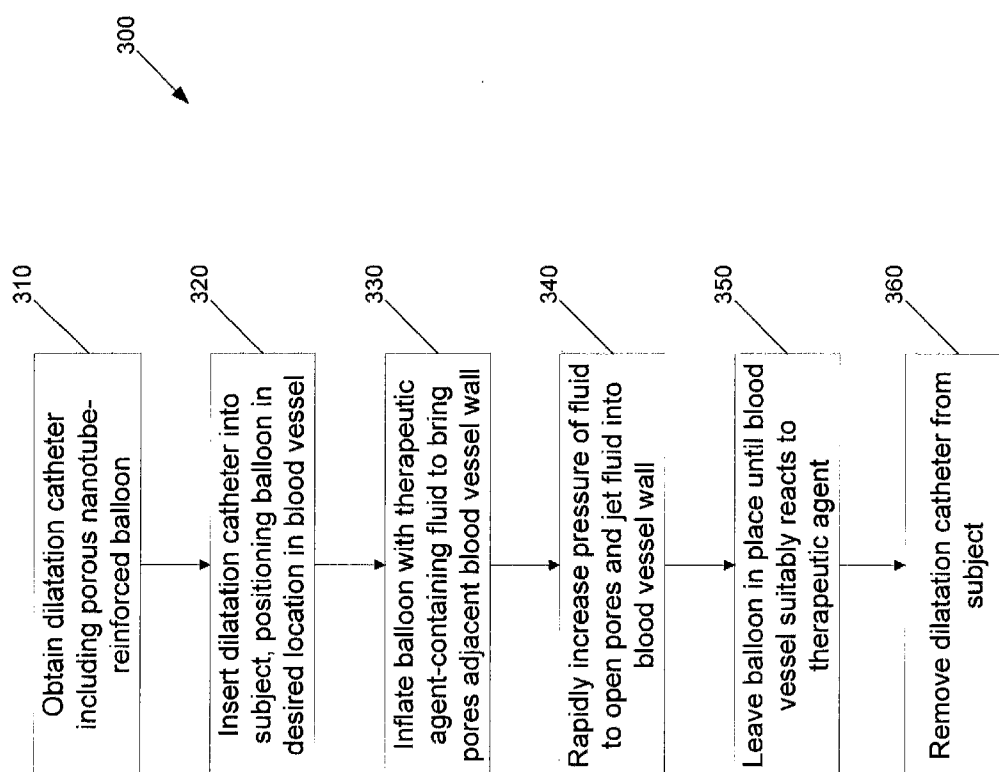 300
310
Obtain dilatation catheter
including porous nanotube-
reinforced balloon
320
Insert dilatation catheter into
subject, positioning balloon in
desired location in blood vessel
330
Inflate balloon with therapeutic
agent-containing fluid to bring
pores adjacent blood vessel wall
340
Rapidly increase pressure of fluid
to open pores and jet fluid into
blood vessel wall
350
Leave balloon in place until blood
vessel suitably reacts to
therapeutic agent
360
Remove dilatation catheter from
subject